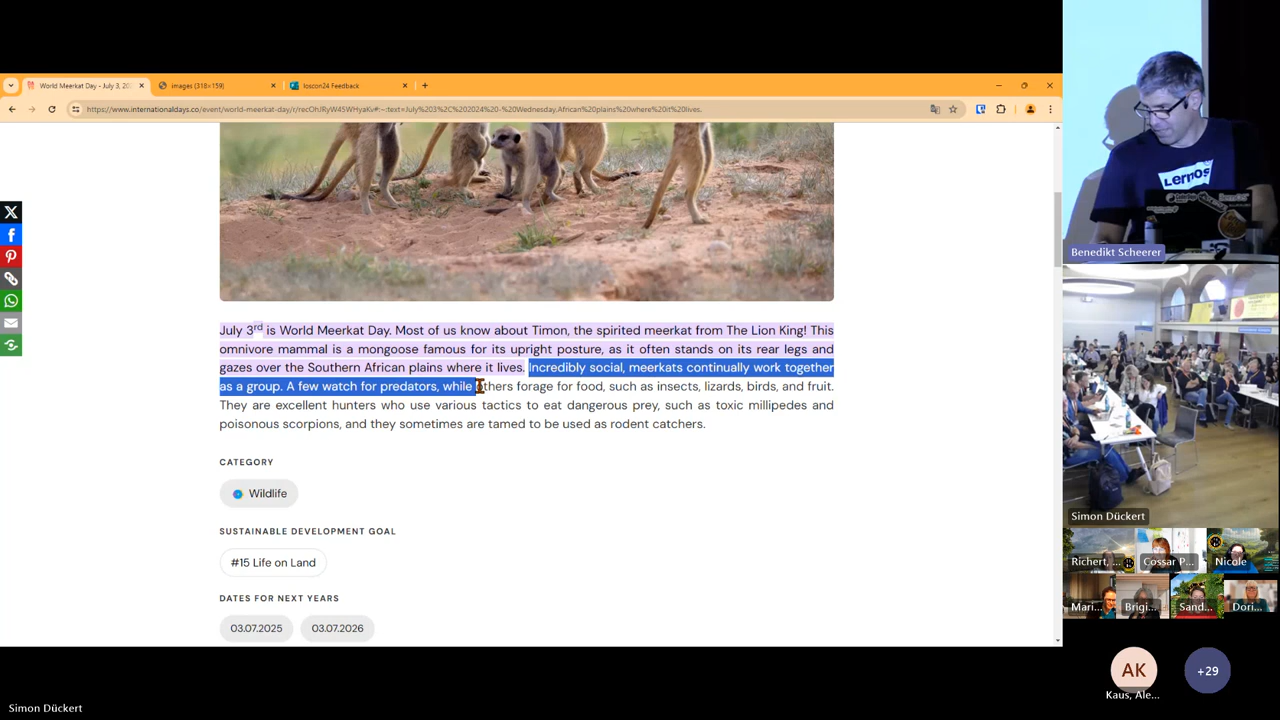 World Meerkat Day - July 3, 20
images (318×159)
loscon24 Feedback
https://www.internationaldays.co/event/world-meerkat-day/r/recOhJRyW45WHyaKv#:~:text=July%203%2C%202024%20-%20Wednesday,African%20plains%20where%20it%20lives.
July 3rd is World Meerkat Day. Most of us know about Timon, the spirited meerkat from The Lion King! This
omnivore mammal is a mongoose famous for its upright posture, as it often stands on its rear legs and
gazes over the Southern African plains where it lives. Incredibly social, meerkats continually work together
as a group. A few watch for predators, while others forage for food, such as insects, lizards, birds, and fruit.
They are excellent hunters who use various tactics to eat dangerous prey, such as toxic millipedes and
poisonous scorpions, and they sometimes are tamed to be used as rodent catchers.
CATEGORY
Wildlife
SUSTAINABLE DEVELOPMENT GOAL
#15 Life on Land
DATES FOR NEXT YEARS
03.07.2025
03.07.2026
LernOS
Benedikt Scheerer
Simon Dückert
Richert, ...
Cossar P...
Nicole
Mari...
Brigi...
Sand...
Dori...
AK
Kaus, Ale...
+29
Simon Dückert